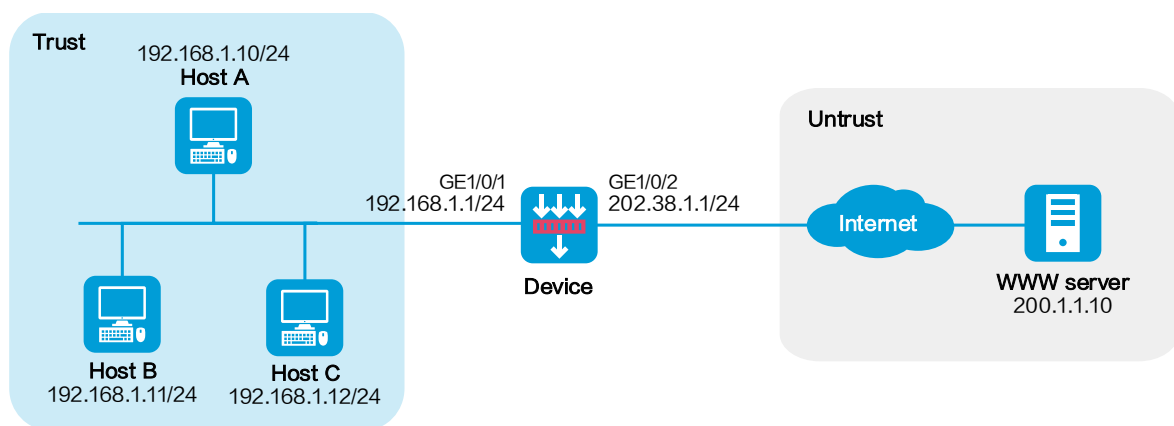 Trust
192.168.1.10/24
Host A
GE1/0/1
192.168.1.1/24
GE1/0/2
202.38.1.1/24
Device
Host B
192.168.1.11/24
Host C
192.168.1.12/24
Untrust
Internet
WWW server
200.1.1.10